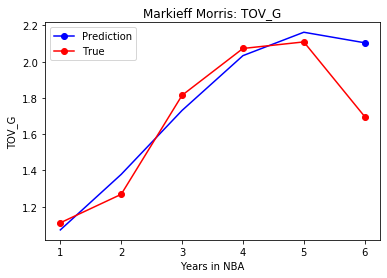 Markieff Morris: TOV_G
Prediction
True
TOV_G
2.2
2.0
1.8
1.6
1.4
1.2
1 2 3 4 5 6
Years in NBA